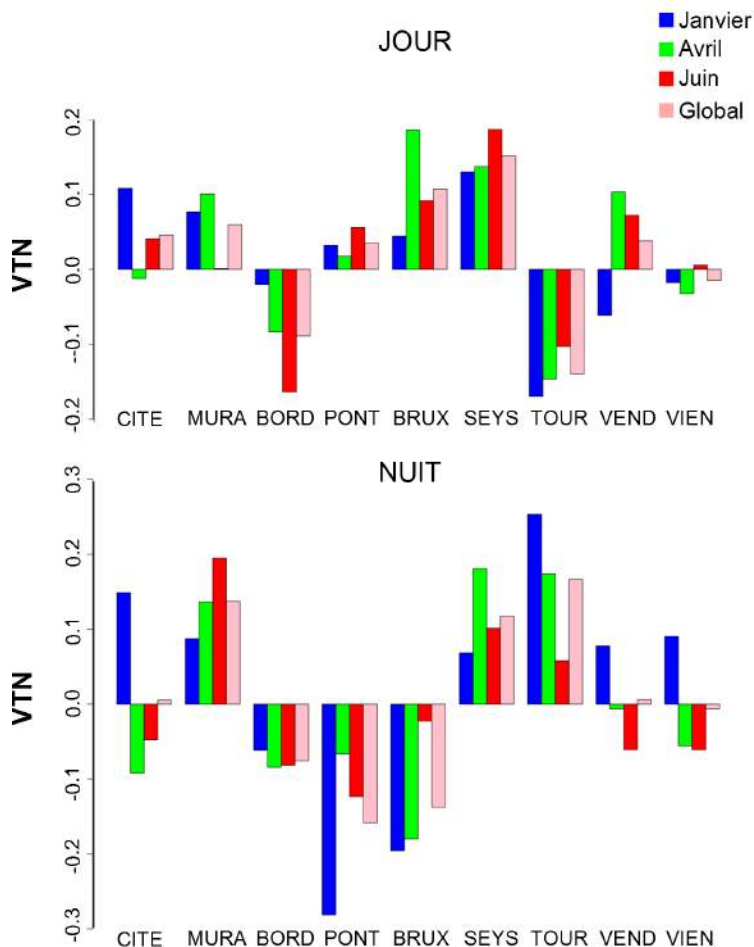 Janvier
Avril
Juin
Global
JOUR
VTN
0.2
0.1
0.0
-0.1
-0.2
CITE MURA BORD PONT BRUX SEYS TOUR VEND VIEN
NUIT
VTN
0.3
0.2
0.1
0.0
-0.1
-0.2
-0.3
CITE MURA BORD PONT BRUX SEYS TOUR VEND VIEN